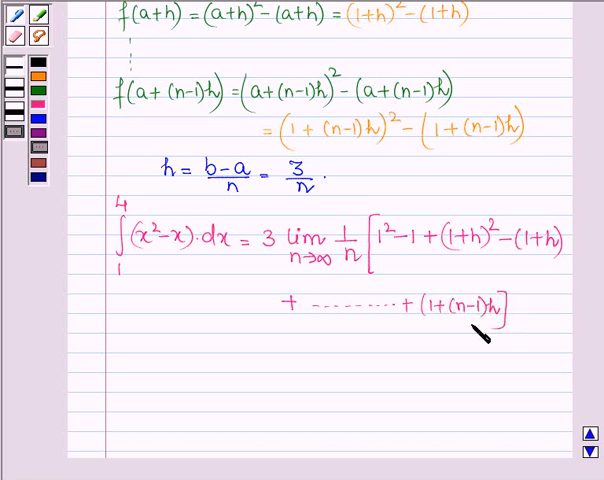 f(a+h) = (a+h)² - (a+h) = (1+h)² - (1+h)
⋮
f(a+(n-1)h) = (a+(n-1)h)² - (a+(n-1)h)
= (1+(n-1)h)² - (1+(n-1)h)
h = b-a/n = 3/n.
∫₁⁴ (x²-x).dx = 3 lim n→∞ 1/n [1²-1+(1+h)²-(1+h)
+ ---------- + (1+(n-1)h]